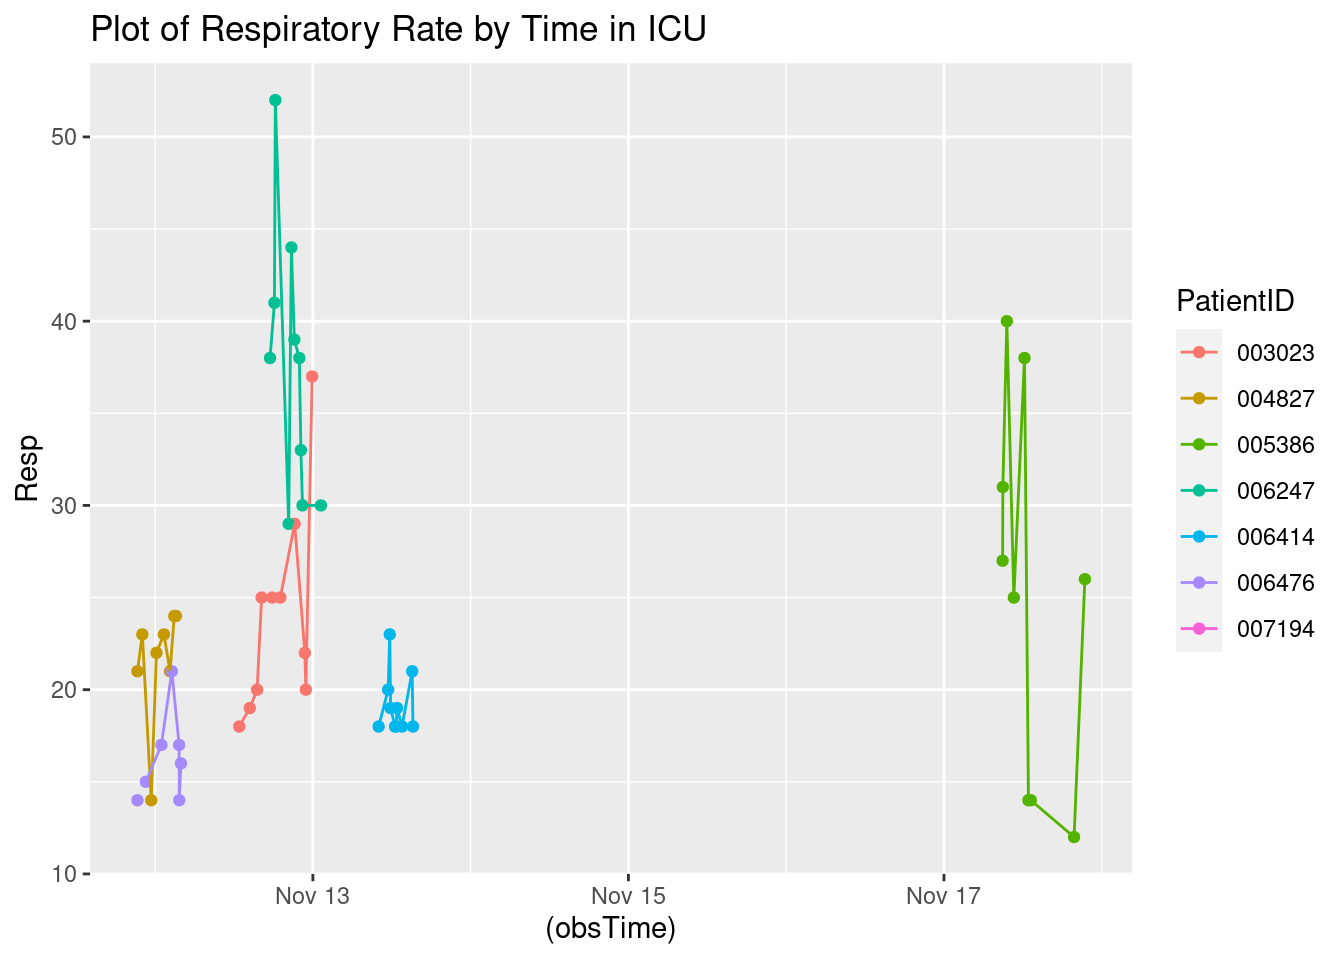 Plot of Respiratory Rate by Time in ICU
50
40
30
20
10
Resp
Nov 13
Nov 15
Nov 17
(obsTime)
PatientID
003023
004827
005386
006247
006414
006476
007194